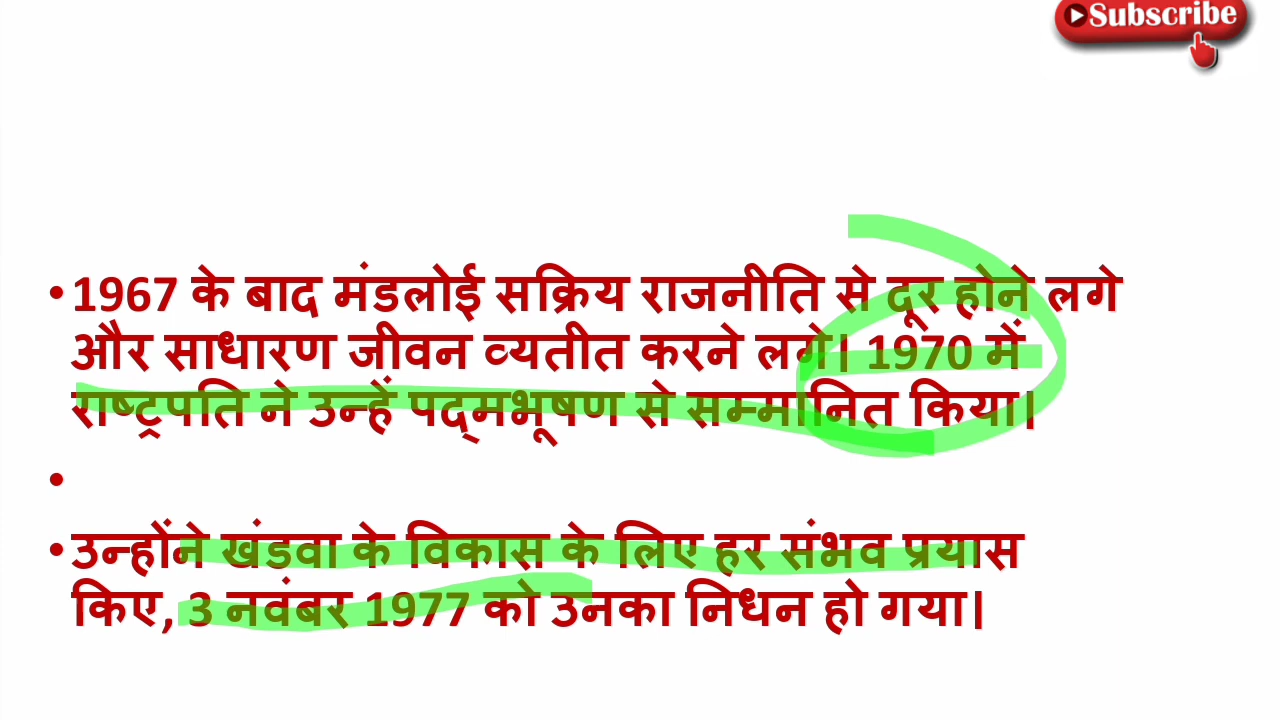 Subscribe
•1967 के बाद मंडलोई सक्रिय राजनीति से दूर होने लगे
और साधारण जीवन व्यतीत करने लगे| 1970 में
राष्ट्रपति ने उन्हें पद्मभूषण से सम्मानित किया|
•
•उन्होंने खंडवा के विकास के लिए हर संभव प्रयास
किए, 3 नवंबर 1977 को उनका निधन हो गया|